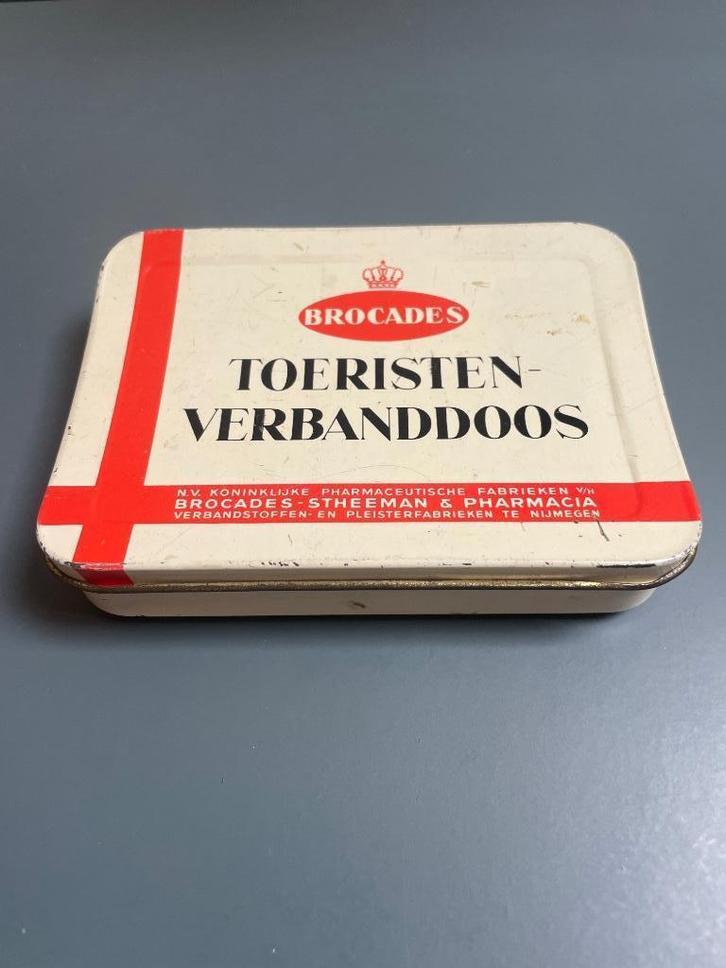 BROCADES
TOERISTEN-
VERBANDDOOS
N.V. KONINKLIJKE PHARMACEUTISCHE FABRIEKEN V/H
BROCADES-STHEEMAN & PHARMACIA
VERBANDSTOFFEN- EN PLEISTERFABRIEKEN TE NIJMEGEN